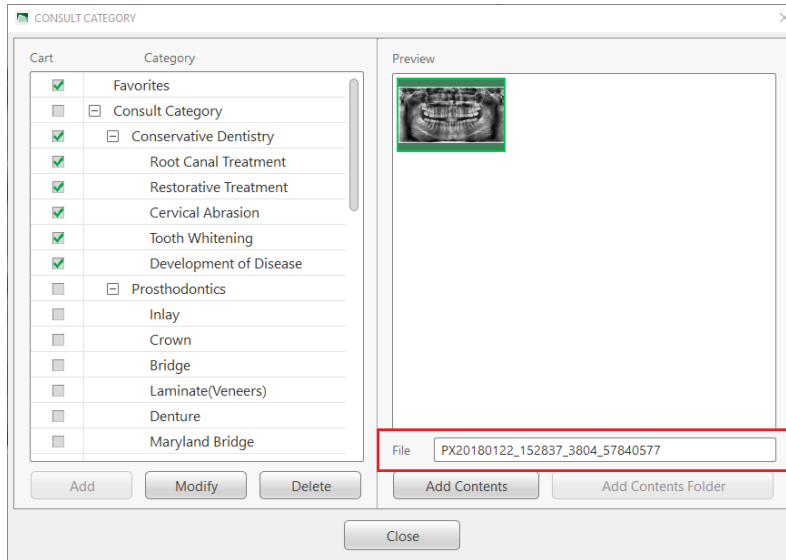 CONSULT CATEGORY
Cart Category
Favorites
Consult Category
Conservative Dentistry
Root Canal Treatment
Restorative Treatment
Cervical Abrasion
Tooth Whitening
Development of Disease
Prosthodontics
Inlay
Crown
Bridge
Laminate(Veneers)
Denture
Maryland Bridge
Add Modify Delete
Preview
File PX20180122_152837_3804_57840577
Add Contents Add Contents Folder
Close